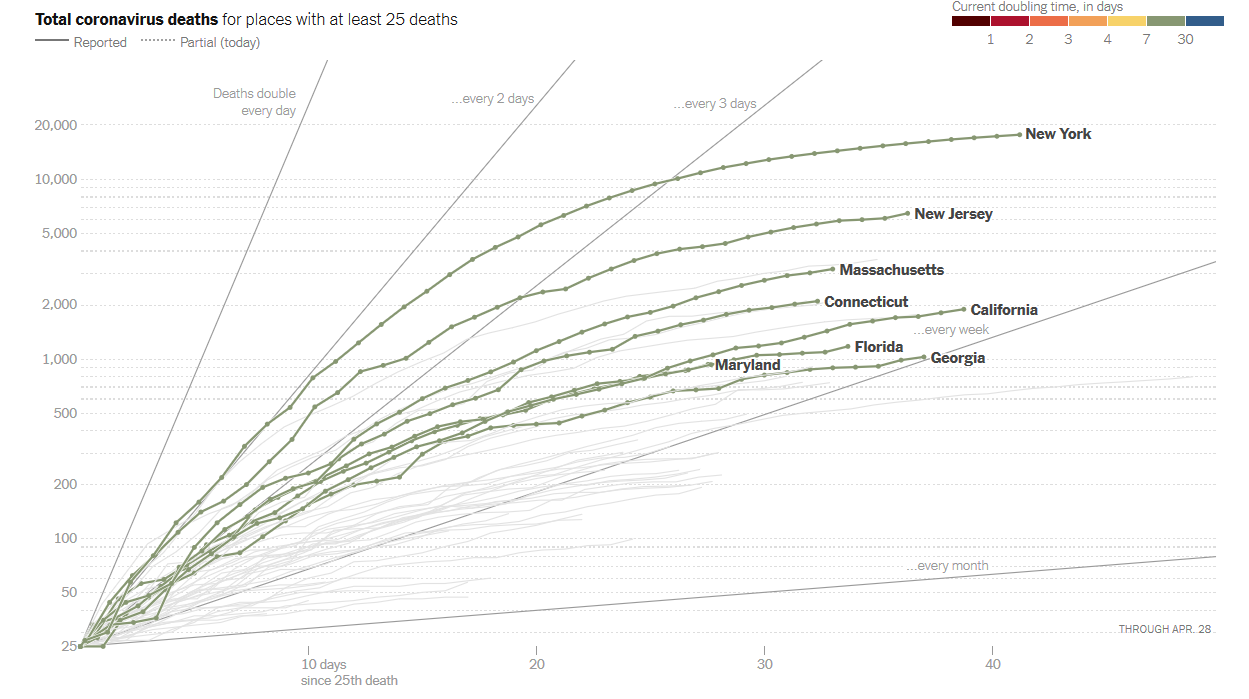 Total coronavirus deaths for places with at least 25 deaths
Reported Partial (today)
Current doubling time, in days
1 2 3 4 7 30
Deaths double
every day
...every 2 days
...every 3 days
20,000
New York
10,000
New Jersey
5,000
Massachusetts
2,000
Connecticut
California
...every week
Florida
1,000
Georgia
Maryland
500
200
100
50
...every month
THROUGH APR. 28
25
10 days
since 25th death
20
30
40